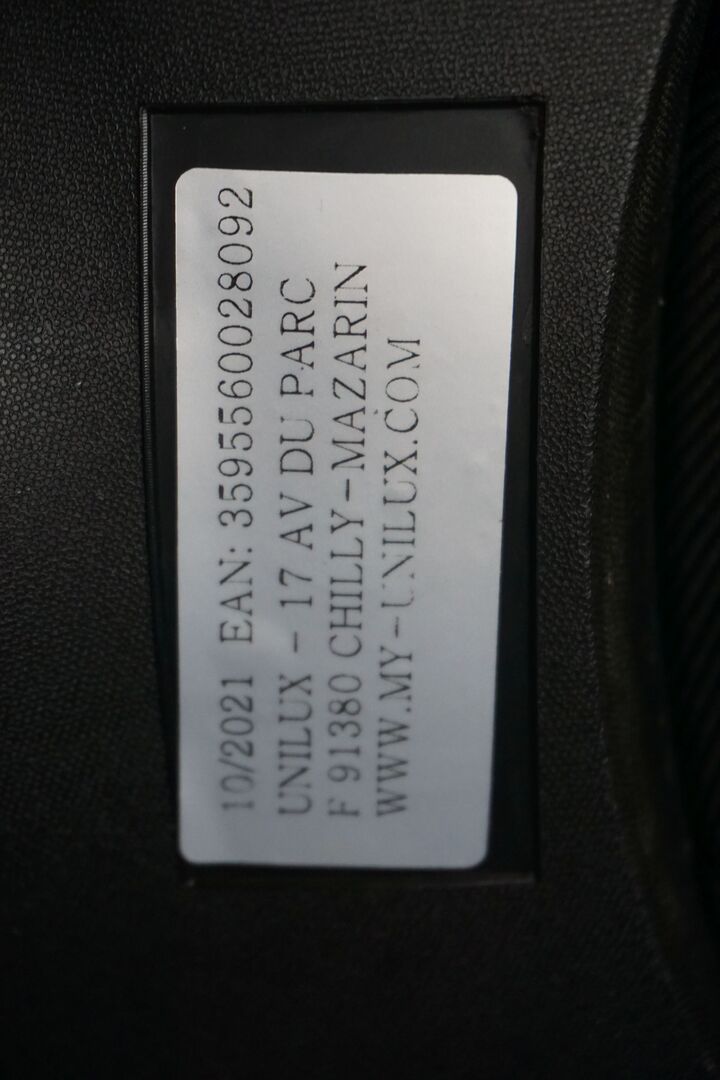 10/2021 EAN: 3595560028092
UNILUX - 17 AV DU PARC
F 91380 CHILLY-MAZARIN
WWW.MY-UNILUX.COM